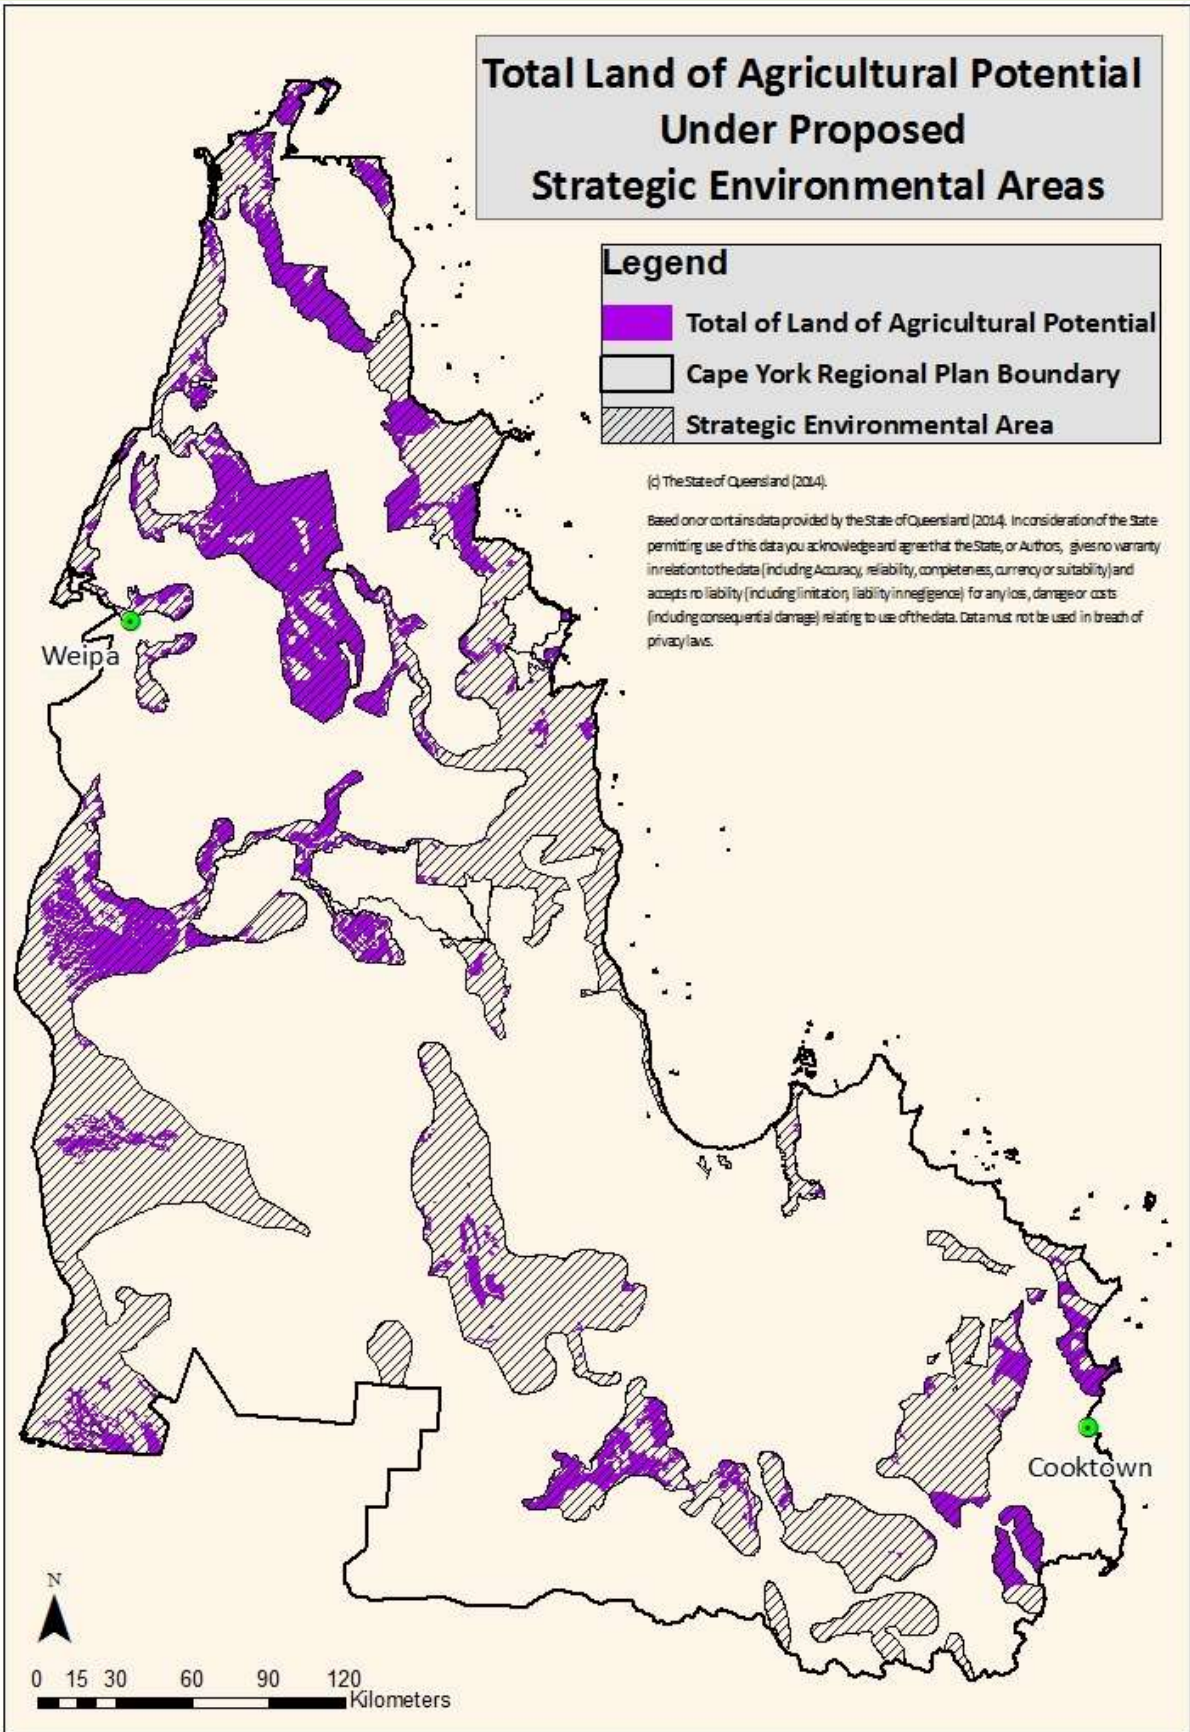 Total Land of Agricultural Potential
Under Proposed
Strategic Environmental Areas
Legend
Total of Land of Agricultural Potential
Cape York Regional Plan Boundary
Strategic Environmental Area
(c) The State of Queensland (2014).
Based on or contains data provided by the State of Queensland (2014). In consideration of the State
permitting use of this data you acknowledge and agree that the State, or Authors, gives no warranty
in relation to the data (including Accuracy, reliability, completeness, currency or suitability) and
accepts no liability (including limitation, liability in negligence) for any loss, damage or costs
(including consequential damage) relating to use of the data. Data must not be used in breach of
privacy laws.
Weipa
Cooktown
N
0 15 30 60 90 120
Kilometers